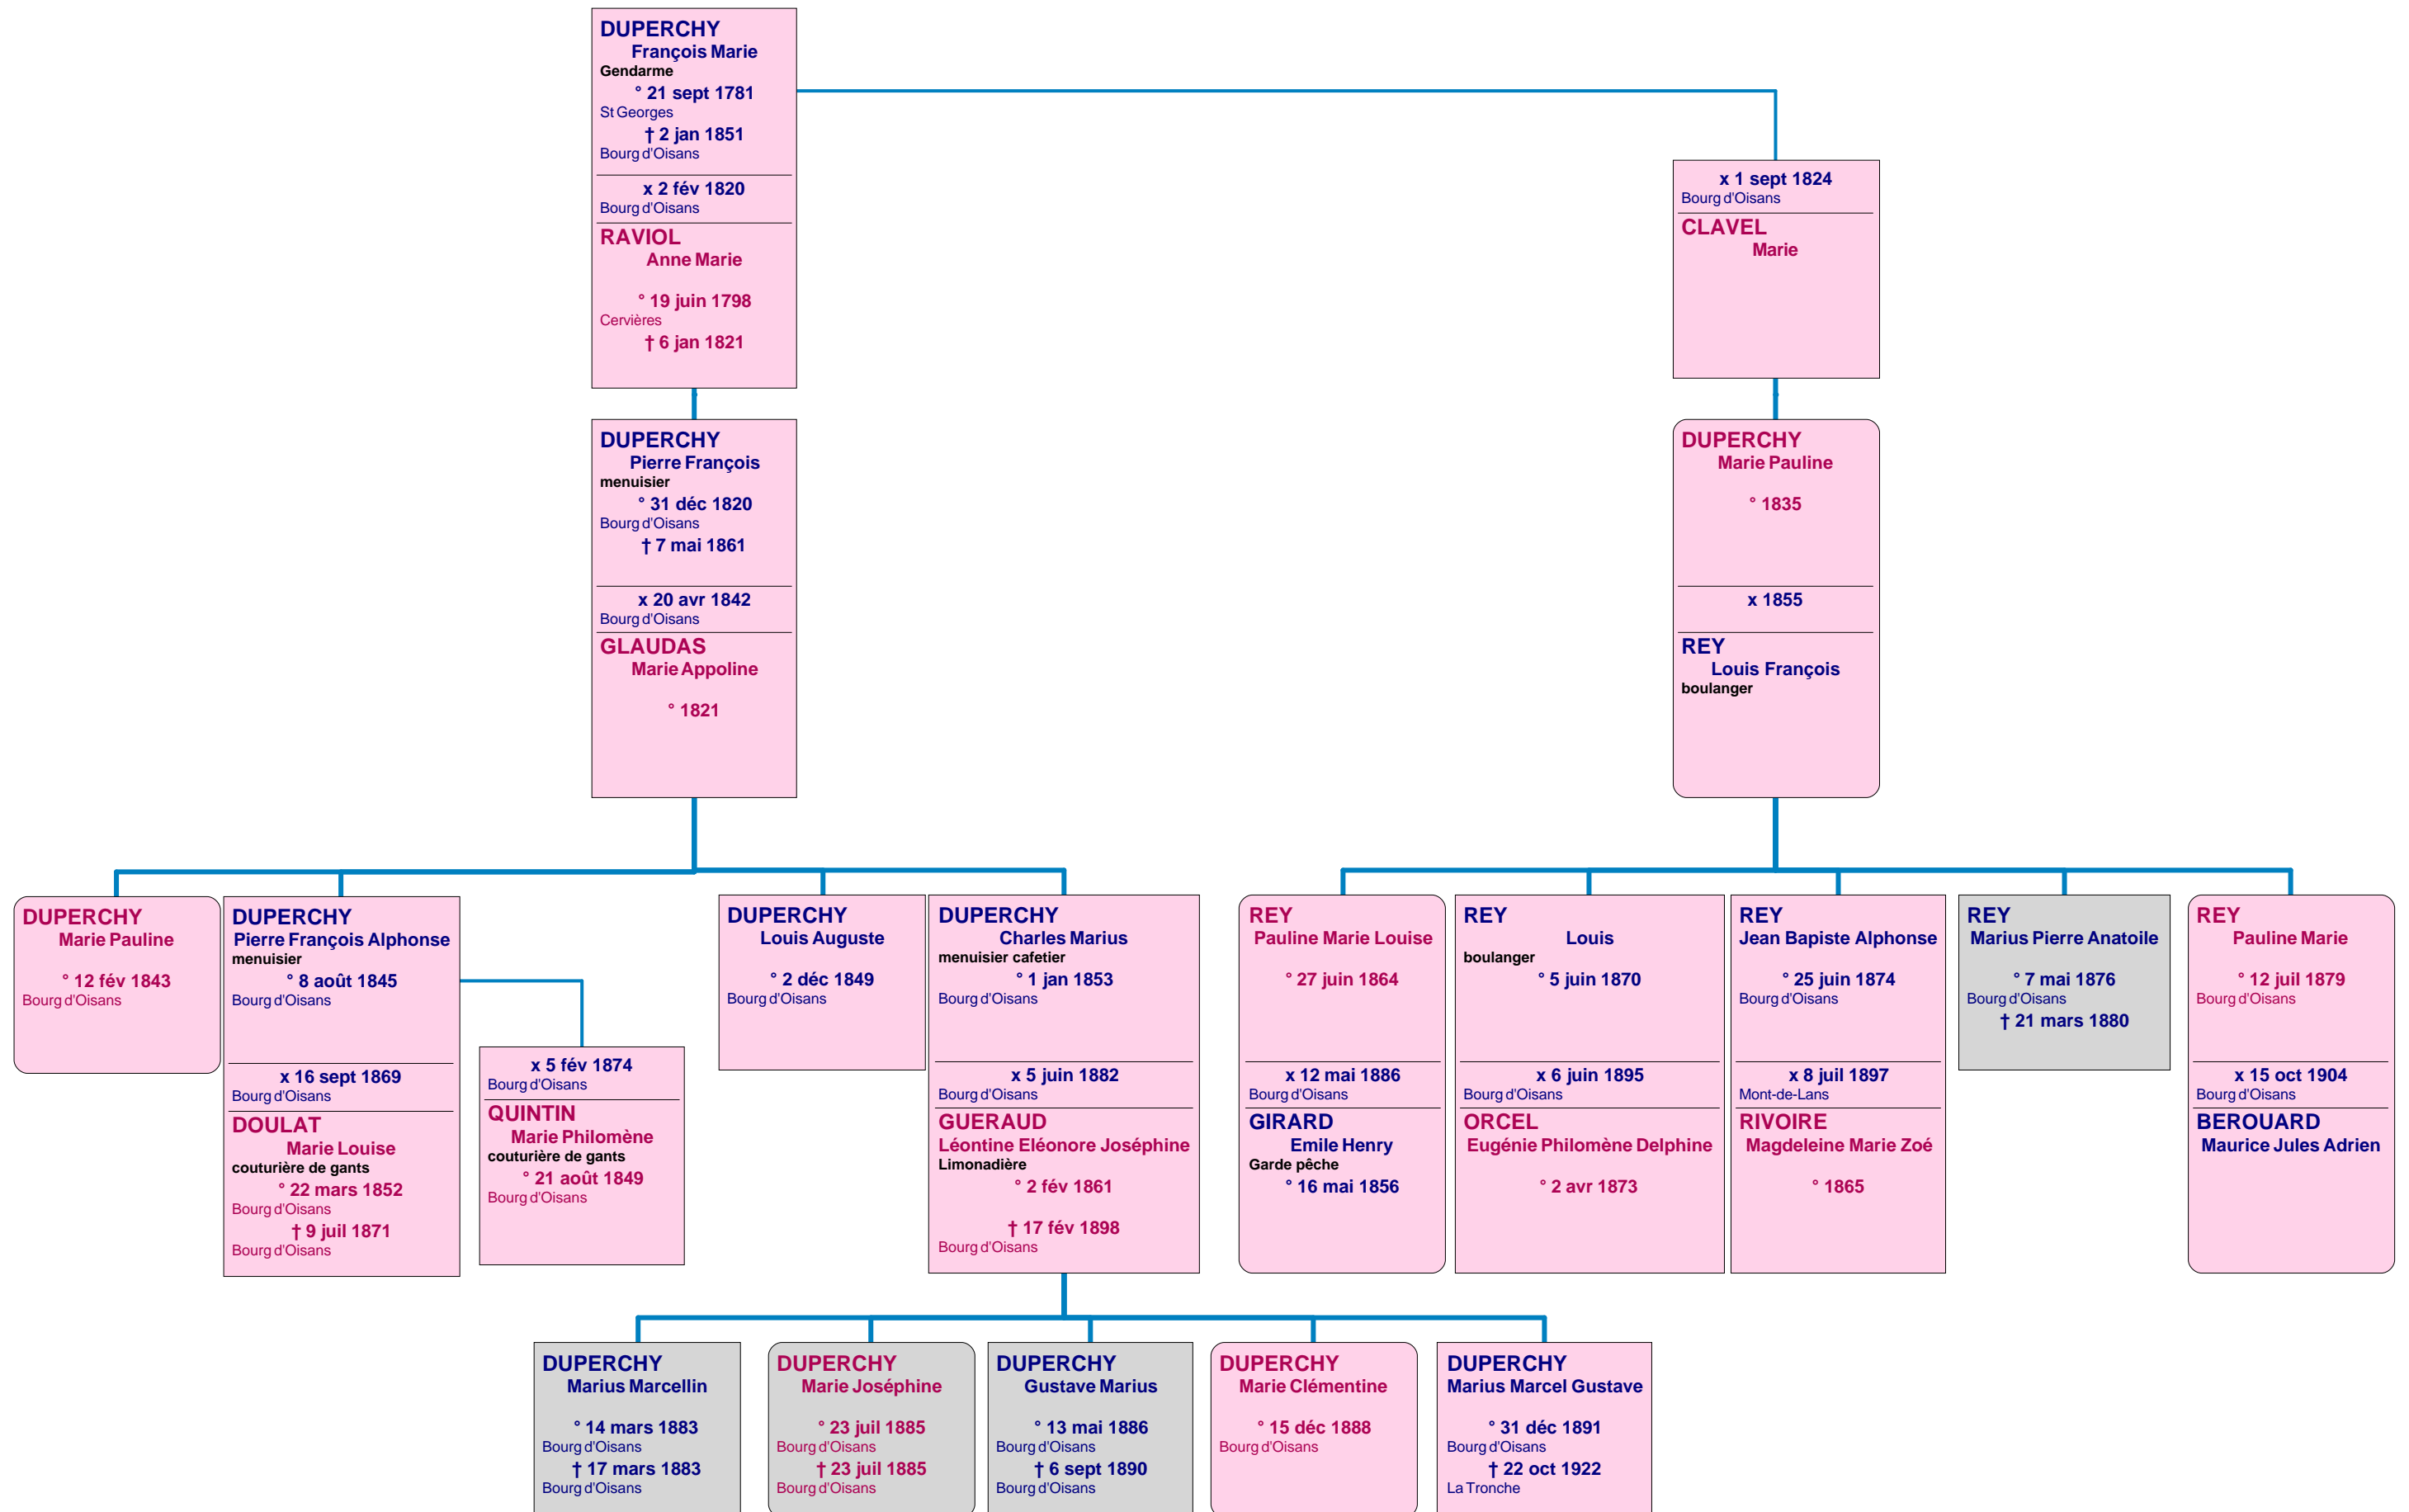 DUPERCHY
François Marie
Gendarme
° 21 sept 1781
St Georges
† 2 jan 1851
Bourg d'Oisans
x 2 fév 1820
Bourg d'Oisans
RAVIOL
Anne Marie
° 19 juin 1798
Cervières
† 6 jan 1821
x 1 sept 1824
Bourg d'Oisans
CLAVEL
Marie
DUPERCHY
Pierre François
menuisier
° 31 déc 1820
Bourg d'Oisans
† 7 mai 1861
x 20 avr 1842
Bourg d'Oisans
GLAUDAS
Marie Appoline
° 1821
DUPERCHY
Marie Pauline
° 1835
x 1855
REY
Louis François
boulanger
DUPERCHY
Marie Pauline
° 12 fév 1843
Bourg d'Oisans
DUPERCHY
Pierre François Alphonse
menuisier
° 8 août 1845
Bourg d'Oisans
x 16 sept 1869
Bourg d'Oisans
DOULAT
Marie Louise
couturière de gants
° 22 mars 1852
Bourg d'Oisans
† 9 juil 1871
Bourg d'Oisans
x 5 fév 1874
Bourg d'Oisans
QUINTIN
Marie Philomène
couturière de gants
° 21 août 1849
Bourg d'Oisans
DUPERCHY
Louis Auguste
° 2 déc 1849
Bourg d'Oisans
DUPERCHY
Charles Marius
menuisier cafetier
° 1 jan 1853
Bourg d'Oisans
x 5 juin 1882
Bourg d'Oisans
GUERAUD
Léontine Eléonore Joséphine
Limonadière
° 2 fév 1861
† 17 fév 1898
Bourg d'Oisans
REY
Pauline Marie Louise
° 27 juin 1864
x 12 mai 1886
Bourg d'Oisans
GIRARD
Emile Henry
Garde pêche
° 16 mai 1856
REY
Louis
boulanger
° 5 juin 1870
x 6 juin 1895
Bourg d'Oisans
ORCEL
Eugénie Philomène Delphine
° 2 avr 1873
REY
Jean Bapiste Alphonse
° 25 juin 1874
Bourg d'Oisans
x 8 juil 1897
Mont-de-Lans
RIVOIRE
Magdeleine Marie Zoé
° 1865
REY
Marius Pierre Anatoile
° 7 mai 1876
Bourg d'Oisans
† 21 mars 1880
REY
Pauline Marie
° 12 juil 1879
Bourg d'Oisans
x 15 oct 1904
Bourg d'Oisans
BEROUARD
Maurice Jules Adrien
DUPERCHY
Marius Marcellin
° 14 mars 1883
Bourg d'Oisans
† 17 mars 1883
Bourg d'Oisans
DUPERCHY
Marie Joséphine
° 23 juil 1885
Bourg d'Oisans
† 23 juil 1885
Bourg d'Oisans
DUPERCHY
Gustave Marius
° 13 mai 1886
Bourg d'Oisans
† 6 sept 1890
Bourg d'Oisans
DUPERCHY
Marie Clémentine
° 15 déc 1888
Bourg d'Oisans
DUPERCHY
Marius Marcel Gustave
° 31 déc 1891
Bourg d'Oisans
† 22 oct 1922
La Tronche